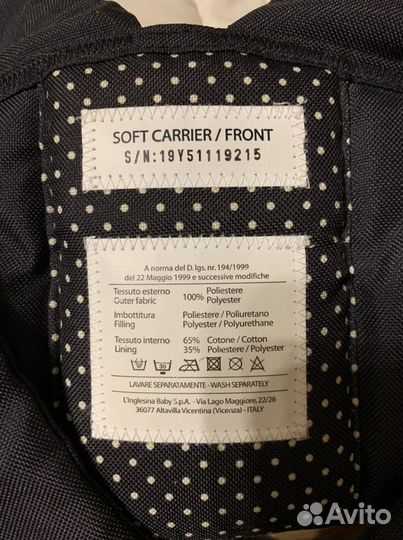 SOFT CARRIER / FRONT
S/N:19Y51119215
A norma del D. lgs. nr. 194/1999
del 22 Maggio 1999 e successive modifiche
Tessuto esterno 100% Poliestere
Outer fabric Polyester
Imbottitura Poliestere / Poliuretano
Filling Polyester / Polyurethane
Tessuto interno 65% Cotone / Cotton
Lining 35% Poliestere / Polyester
30
LAVARE SEPARATAMENTE - WASH SEPARATELY
L'Inglesina Baby S.p.A. - Via Lago Maggiore, 22/26
36077 Altavilla Vicentina (Vicenza) - ITALY
Avito